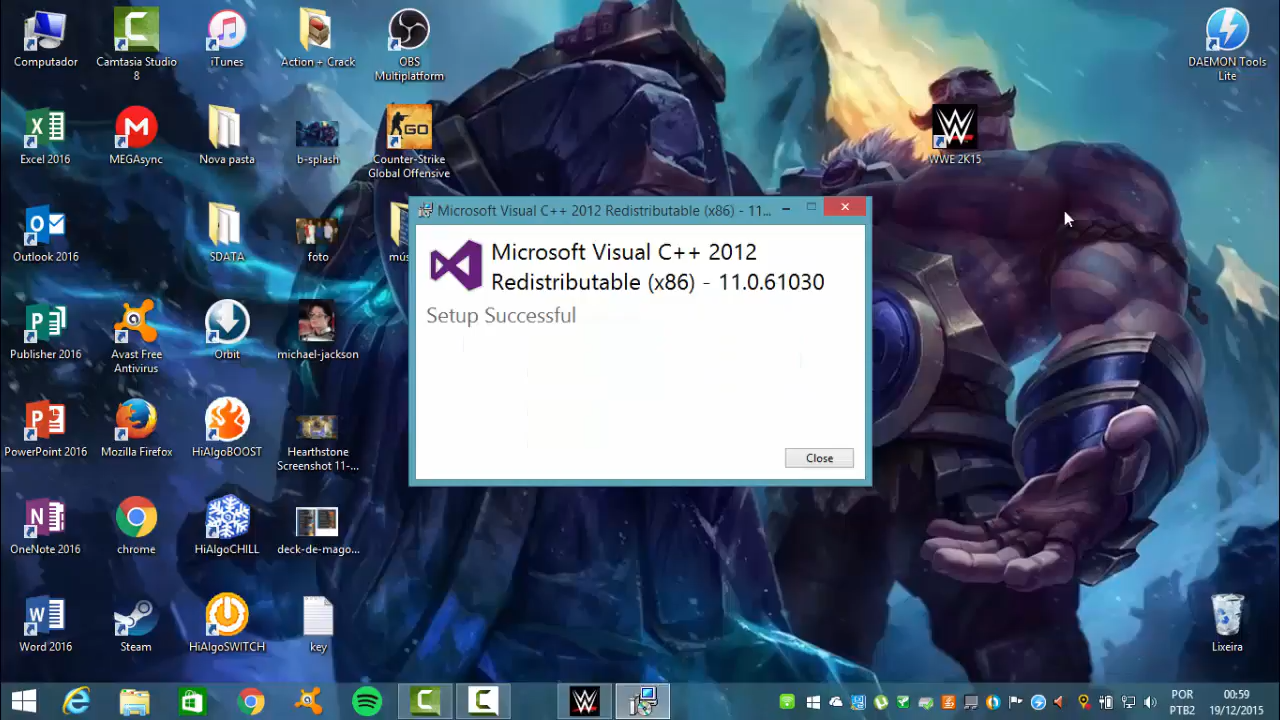 Computador
Camtasia Studio
8
iTunes
Action + Crack
OBS
Multiplatform
DAEMON Tools
Lite
Excel 2016
MEGAsync
Nova pasta
b-splash
GO
Counter-Strike
Global Offensive
WWE 2K15
Outlook 2016
SDATA
foto
mús
Publisher 2016
Avast Free
Antivirus
Orbit
michael-jackson
Microsoft Visual C++ 2012 Redistributable (x86) - 11...
Microsoft Visual C++ 2012
Redistributable (x86) - 11.0.61030
Setup Successful
Close
PowerPoint 2016
Mozilla Firefox
HiAlgoBOOST
Hearthstone
Screenshot 11-...
OneNote 2016
chrome
HiAlgoCHILL
deck-de-mago...
Word 2016
Steam
HiAlgoSWITCH
key
Lixeira
POR
PTB2
00:59
19/12/2015